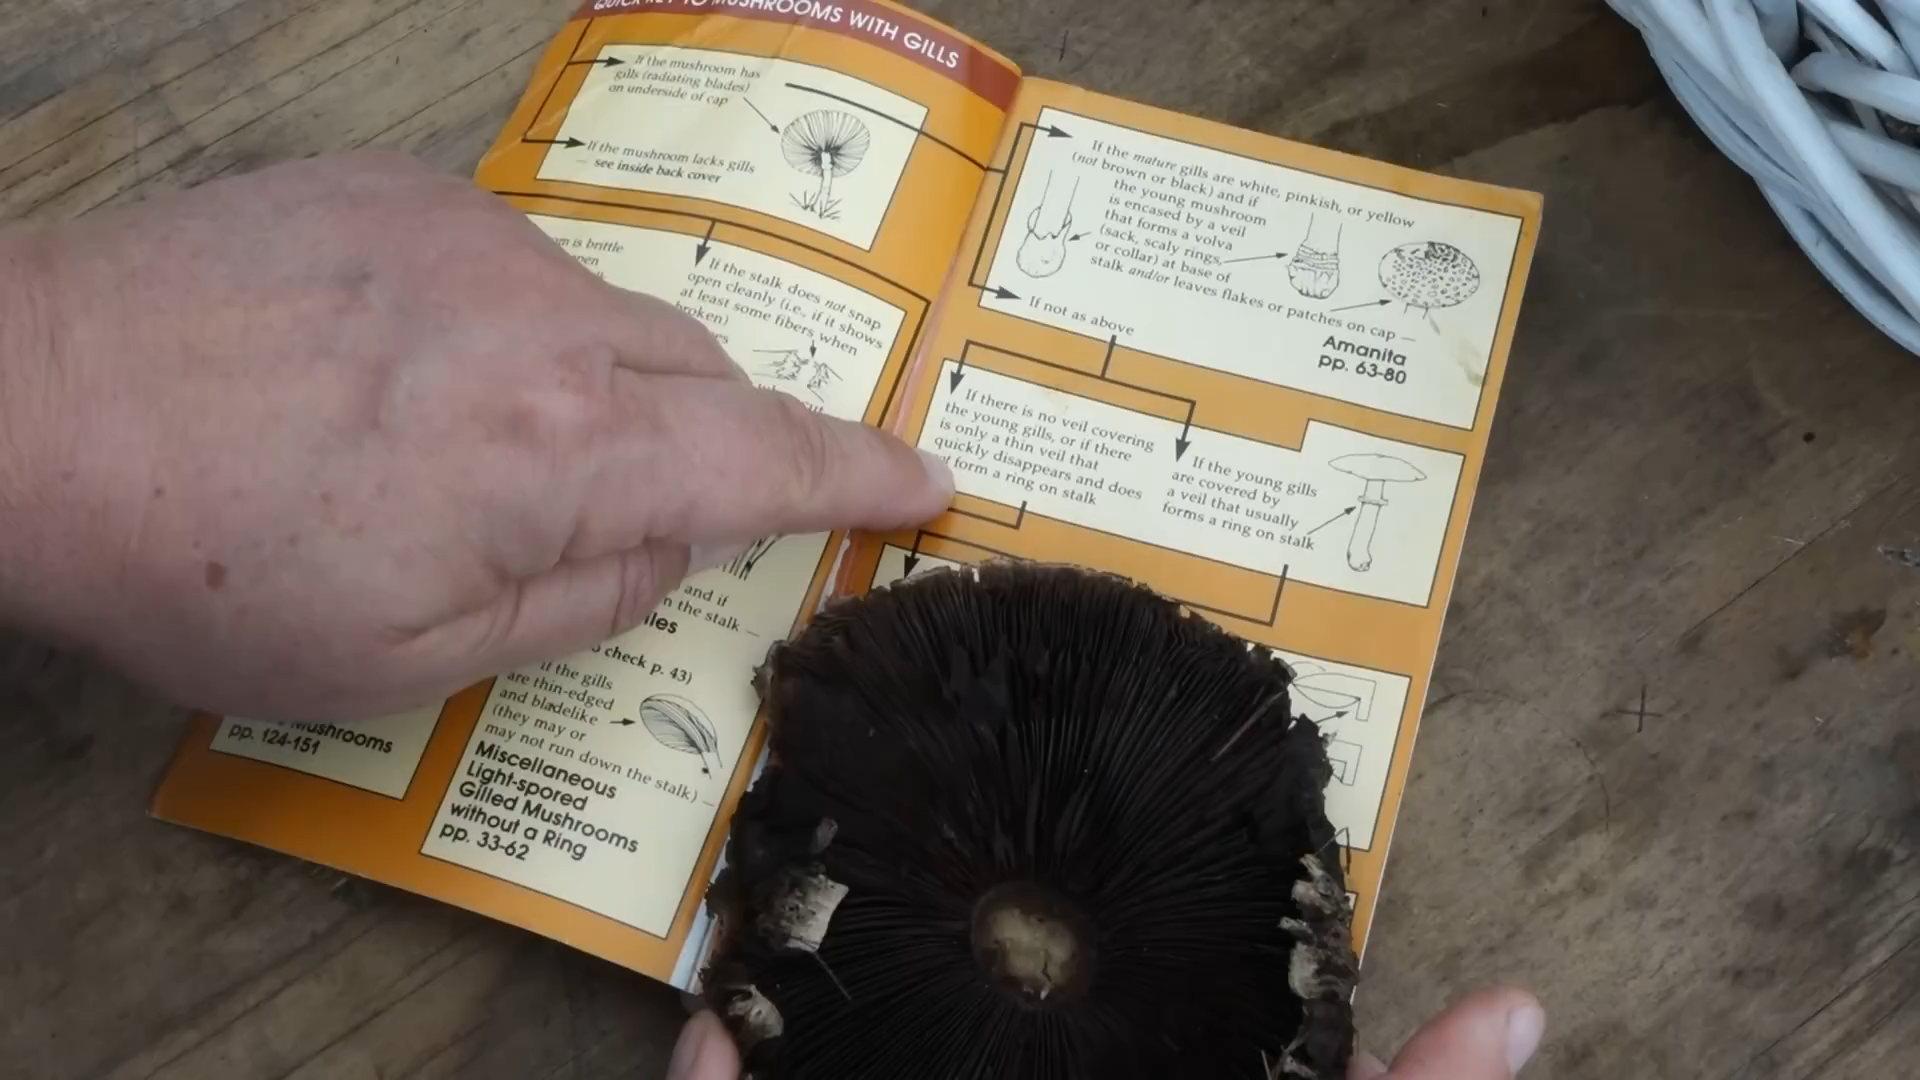 QUICK KEY TO MUSHROOMS WITH GILLS
If the mushroom has
gills (radiating blades)
on underside of cap
If the mushroom lacks gills
— see inside back cover
is brittle
If the stalk does not snap
open cleanly (i.e., if it shows
at least some fibers when
broken)
and if
the stalk —
check p. 43)
if the gills
are thin-edged
and bladelike
(they may or
may not run down the stalk) —
Miscellaneous
Light-spored
Gilled Mushrooms
without a Ring
pp. 33-62
Mushrooms
pp. 124-151
If the mature gills are white, pinkish, or yellow
(not brown or black) and if
the young mushroom
is encased by a veil
that forms a volva
(sack, scaly rings,
or collar) at base of
stalk and/or leaves flakes or patches on cap —
Amanita
pp. 63-80
If not as above
If there is no veil covering
the young gills, or if there
is only a thin veil that
quickly disappears and does
form a ring on stalk
If the young gills
are covered by
a veil that usually
forms a ring on stalk